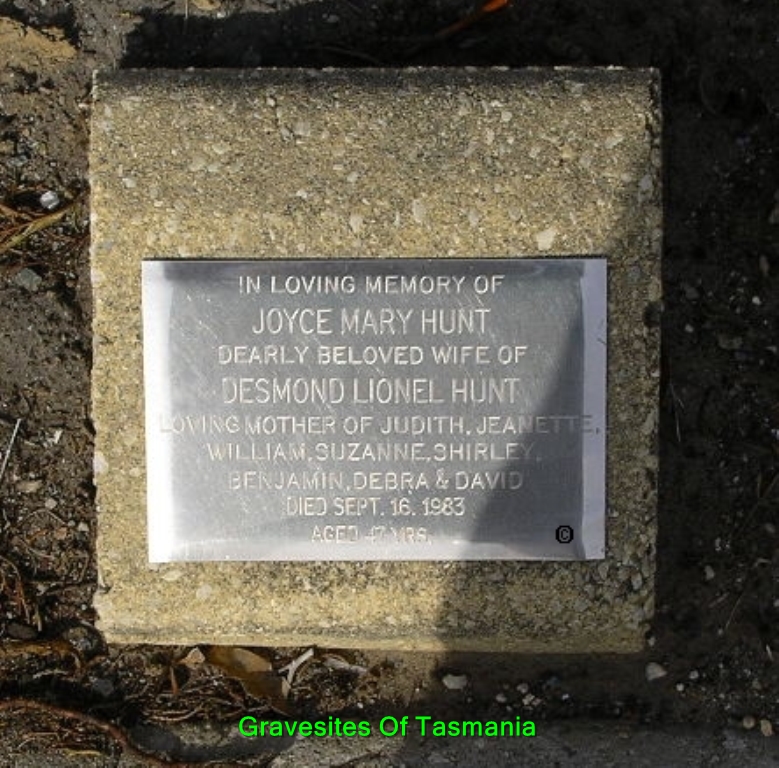 IN LOVING MEMORY OF
JOYCE MARY HUNT
DEARLY BELOVED WIFE OF
DESMOND LIONEL HUNT
LOVING MOTHER OF JUDITH, JEANETTE,
WILLIAM, SUZANNE, SHIRLEY,
BENJAMIN, DEBRA & DAVID
DIED SEPT. 16. 1983
AGED 47 YRS.
©
Gravesites Of Tasmania